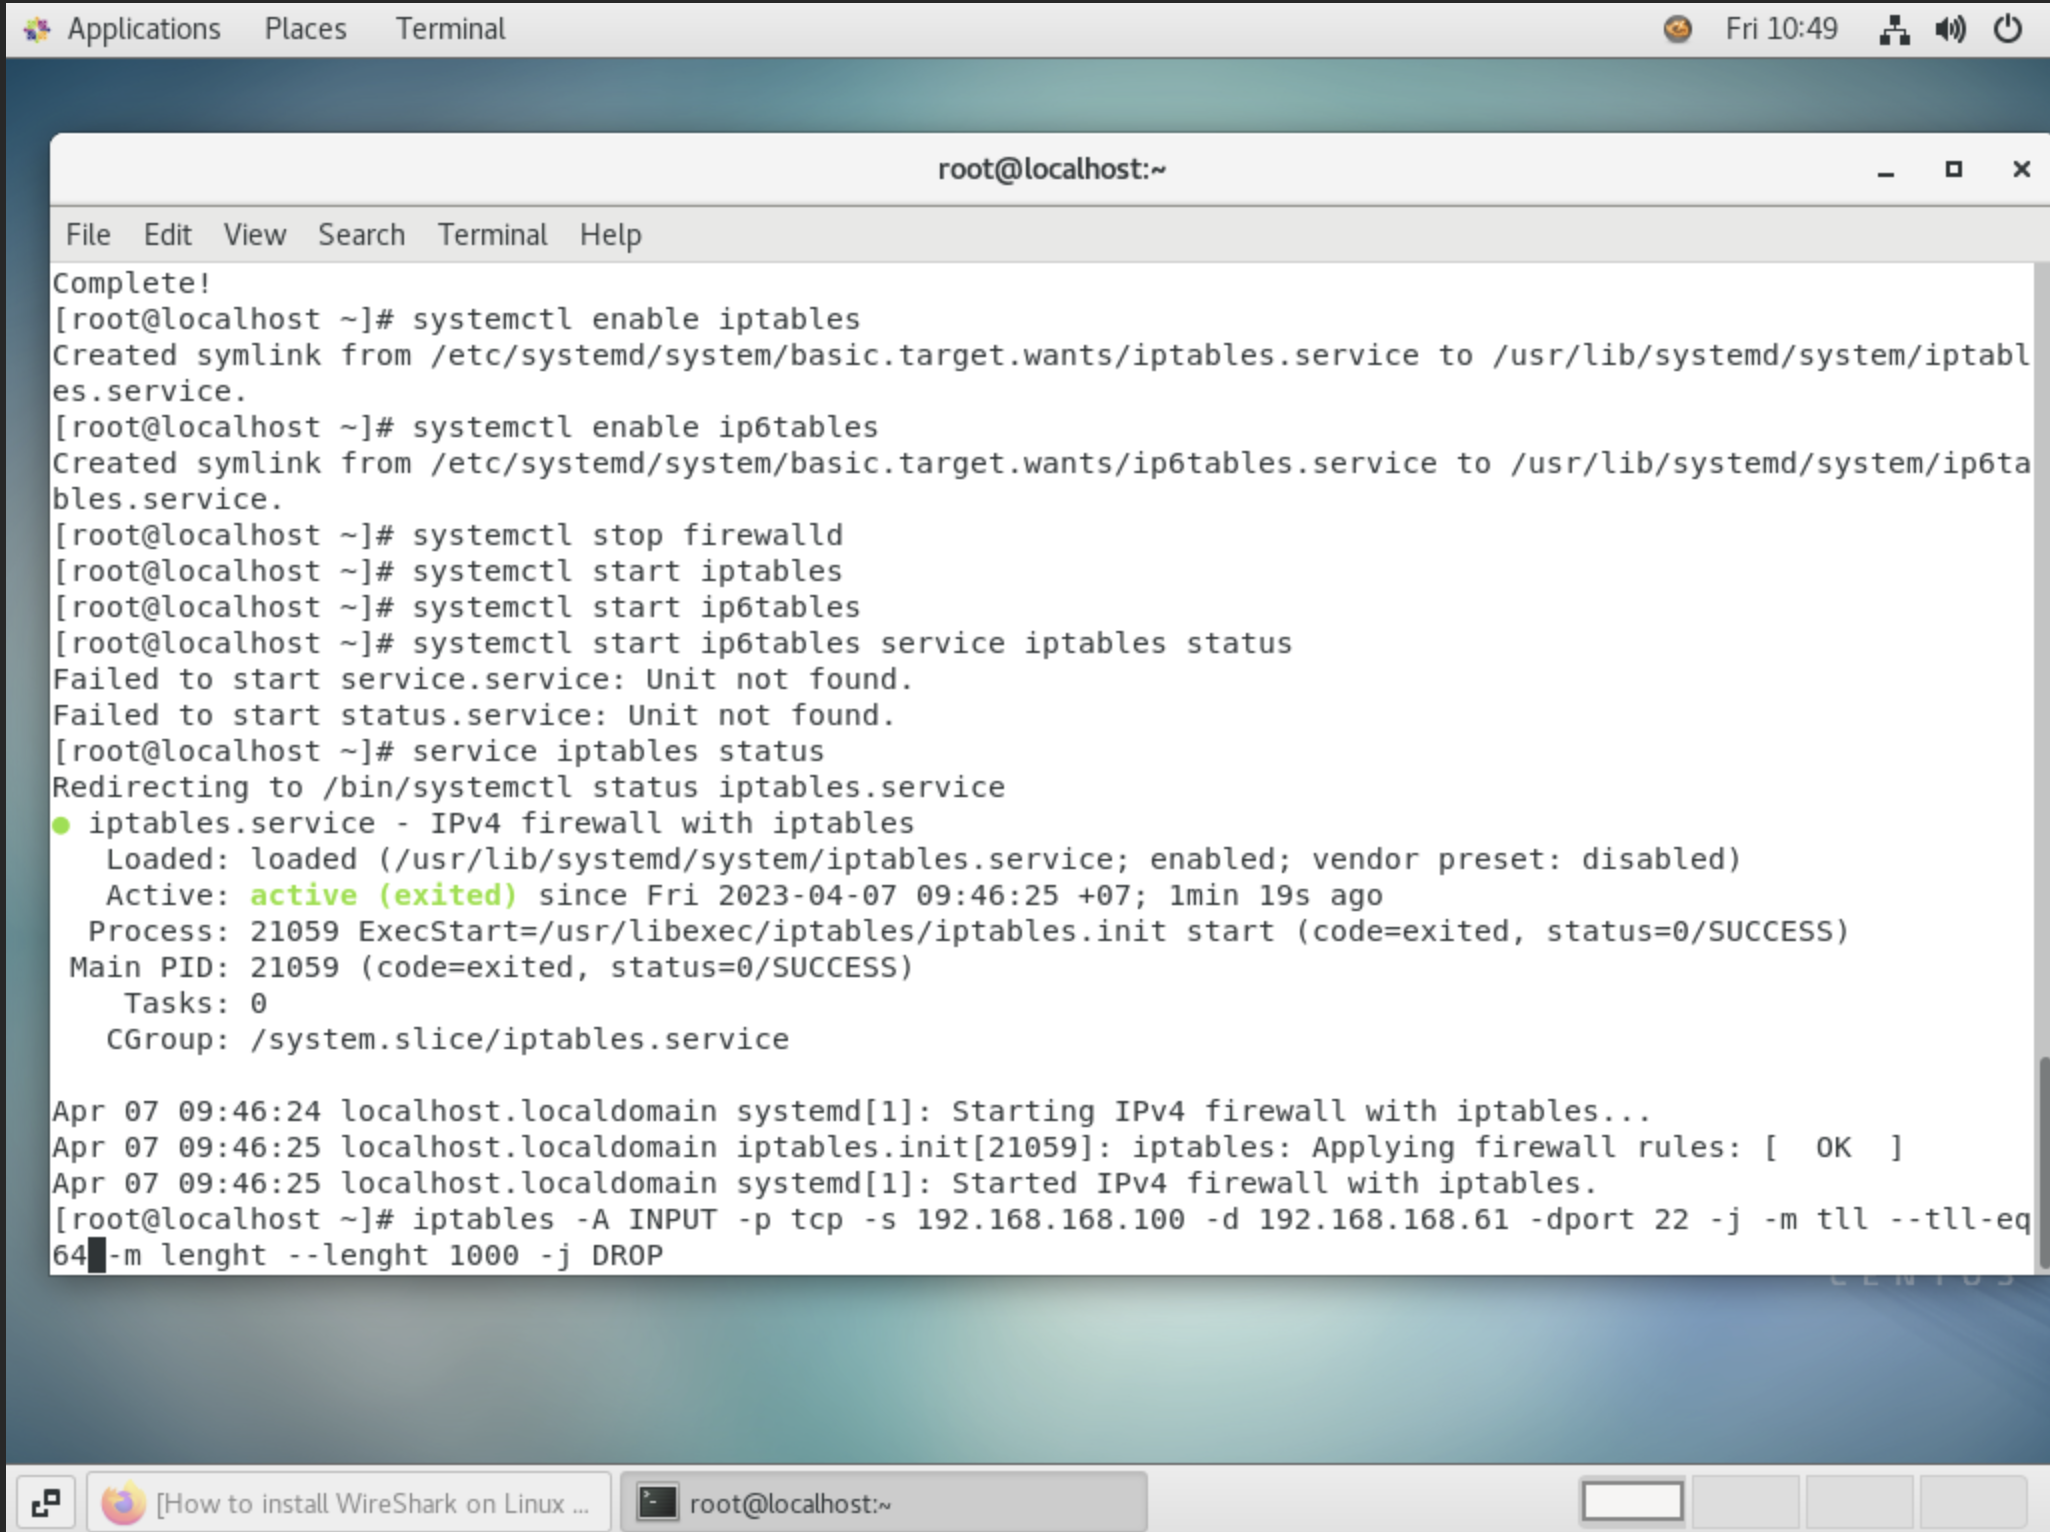 Applications Places Terminal Fri 10:49
root@localhost:~
File Edit View Search Terminal Help
Complete!
[root@localhost ~]# systemctl enable iptables
Created symlink from /etc/systemd/system/basic.target.wants/iptables.service to /usr/lib/systemd/system/iptabl
es.service.
[root@localhost ~]# systemctl enable ip6tables
Created symlink from /etc/systemd/system/basic.target.wants/ip6tables.service to /usr/lib/systemd/system/ip6ta
bles.service.
[root@localhost ~]# systemctl stop firewalld
[root@localhost ~]# systemctl start iptables
[root@localhost ~]# systemctl start ip6tables
[root@localhost ~]# systemctl start ip6tables service iptables status
Failed to start service.service: Unit not found.
Failed to start status.service: Unit not found.
[root@localhost ~]# service iptables status
Redirecting to /bin/systemctl status iptables.service
● iptables.service - IPv4 firewall with iptables
   Loaded: loaded (/usr/lib/systemd/system/iptables.service; enabled; vendor preset: disabled)
   Active: active (exited) since Fri 2023-04-07 09:46:25 +07; 1min 19s ago
  Process: 21059 ExecStart=/usr/libexec/iptables/iptables.init start (code=exited, status=0/SUCCESS)
 Main PID: 21059 (code=exited, status=0/SUCCESS)
    Tasks: 0
   CGroup: /system.slice/iptables.service
Apr 07 09:46:24 localhost.localdomain systemd[1]: Starting IPv4 firewall with iptables...
Apr 07 09:46:25 localhost.localdomain iptables.init[21059]: iptables: Applying firewall rules: [  OK  ]
Apr 07 09:46:25 localhost.localdomain systemd[1]: Started IPv4 firewall with iptables.
[root@localhost ~]# iptables -A INPUT -p tcp -s 192.168.168.100 -d 192.168.168.61 -dport 22 -j -m tll --tll-eq
64 -m lenght --lenght 1000 -j DROP
CENTOS
[How to install WireShark on Linux ... root@localhost:~